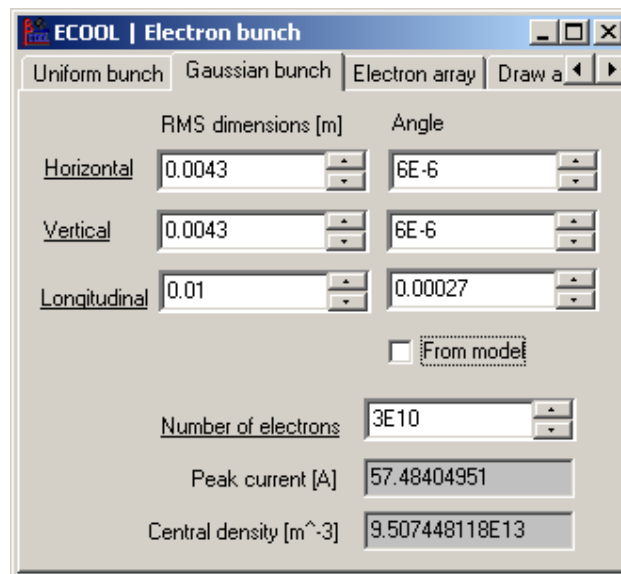 ECOOL | Electron bunch
Uniform bunch Gaussian bunch Electron array Draw a
RMS dimensions [m] Angle
Horizontal 0.0043 6E-6
Vertical 0.0043 6E-6
Longitudinal 0.01 0.00027
From model
Number of electrons 3E10
Peak current [A] 57.48404951
Central density [m^-3] 9.507448118E13